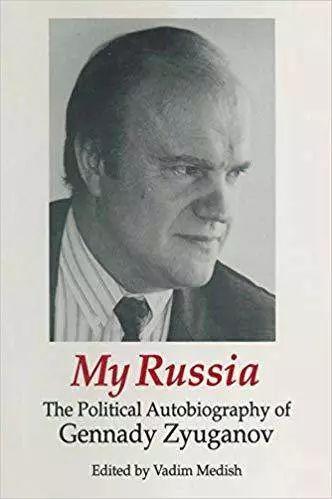 My Russia
The Political Autobiography of
Gennady Zyuganov
Edited by Vadim Medish